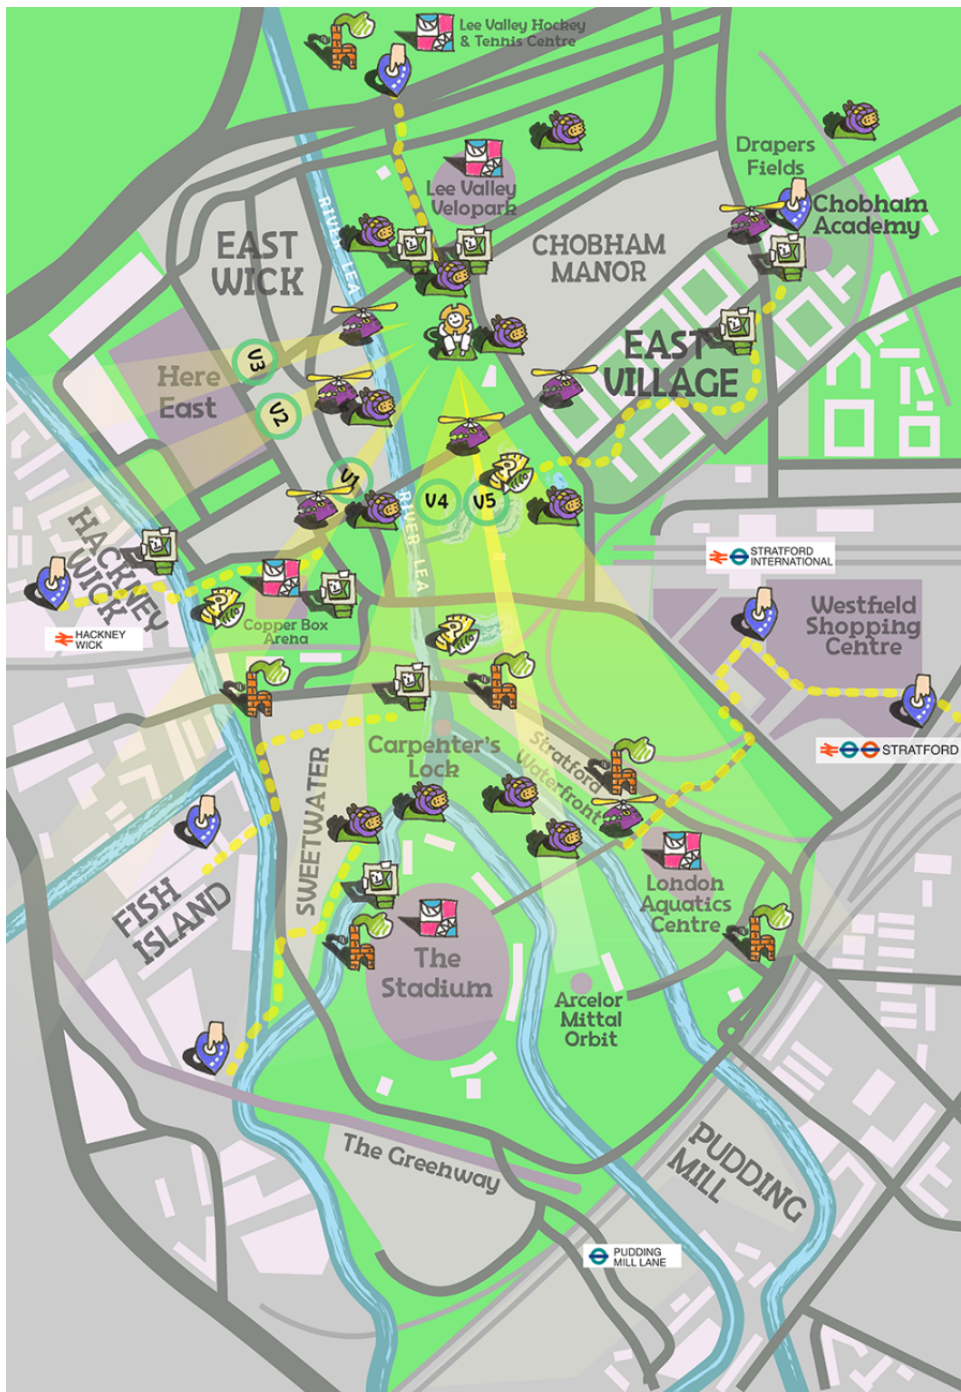 Lee Valley Hockey
& Tennis Centre
Drapers
Fields
Lee Valley
Velopark
Chobham
Academy
RIVER LEA
EAST
WICK
CHOBHAM
MANOR
EAST
VILLAGE
Here
East
V3
V2
V1
V4
V5
RIVER LEA
HACKNEY
WICK
STRATFORD
INTERNATIONAL
HACKNEY
WICK
Copper Box
Arena
Westfield
Shopping
Centre
Carpenter's
Lock
Stratford
Waterfront
STRATFORD
SWEETWATER
FISH
ISLAND
London
Aquatics
Centre
The
Stadium
Arcelor
Mittal
Orbit
The Greenway
PUDDING
MILL
PUDDING
MILL LANE